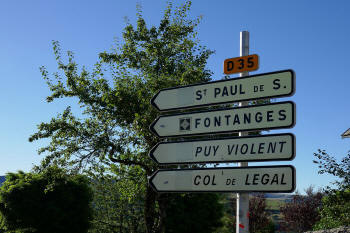 D35
ST PAUL DE S.
FONTANGES
PUY VIOLENT
COL DE LEGAL